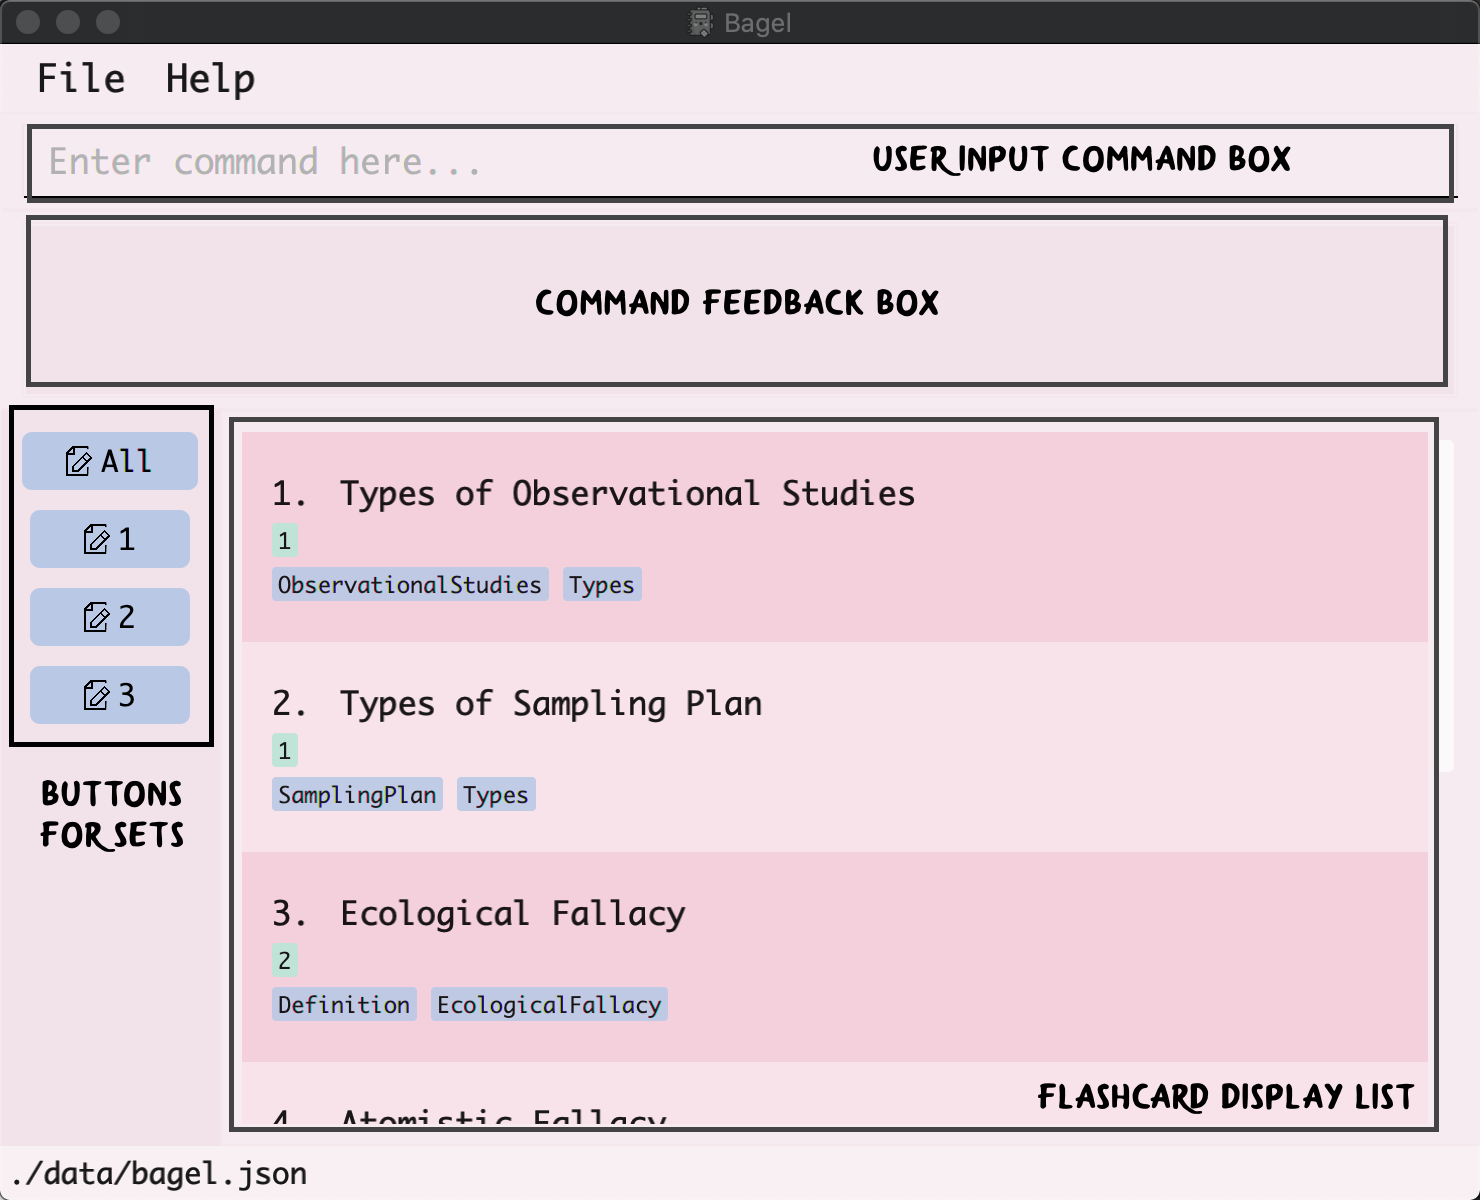 Bagel
File Help
Enter command here...
USER INPUT COMMAND BOX
COMMAND FEEDBACK BOX
All
1
2
3
BUTTONS
FOR SETS
1. Types of Observational Studies
1
ObservationalStudies Types
2. Types of Sampling Plan
1
SamplingPlan Types
3. Ecological Fallacy
2
Definition EcologicalFallacy
4. Atomistic Fallacy
FLASHCARD DISPLAY LIST
./data/bagel.json